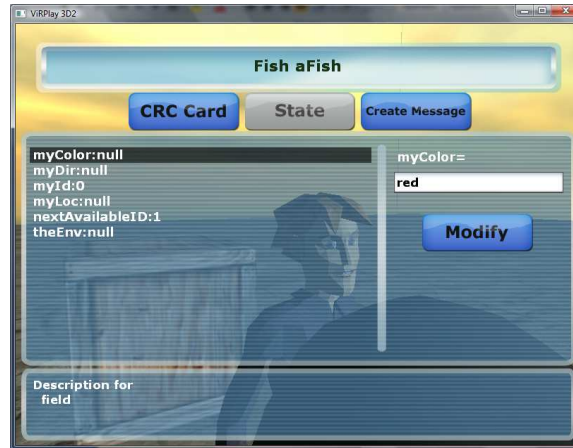 ViRPlay 3D2
Fish aFish
CRC Card
State
Create Message
myColor:null
myDir:null
myId:0
myLoc:null
nextAvailableID:1
theEnv:null
myColor=
red
Modify
Description for
field